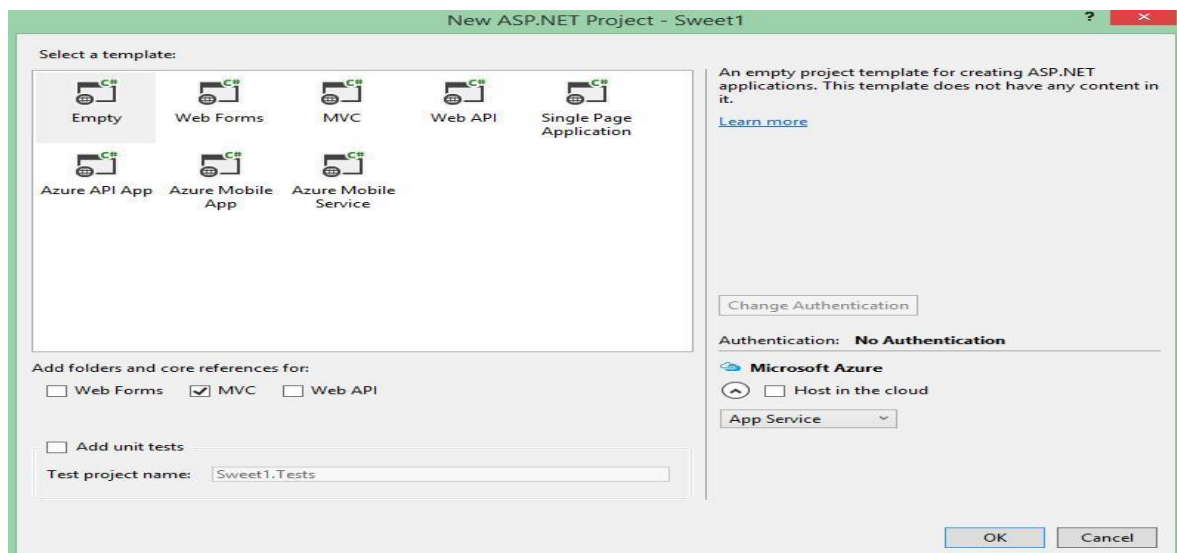 New ASP.NET Project - Sweet1
?
Select a template:
C# C# C# C# C#
Empty Web Forms MVC Web API Single Page
Application
C# C# C#
Azure API App Azure Mobile Azure Mobile
App Service
An empty project template for creating ASP.NET
applications. This template does not have any content in
it.
Learn more
Change Authentication
Authentication: No Authentication
Add folders and core references for:
Web Forms MVC Web API
Microsoft Azure
Host in the cloud
App Service
Add unit tests
Test project name: Sweet1.Tests
OK Cancel